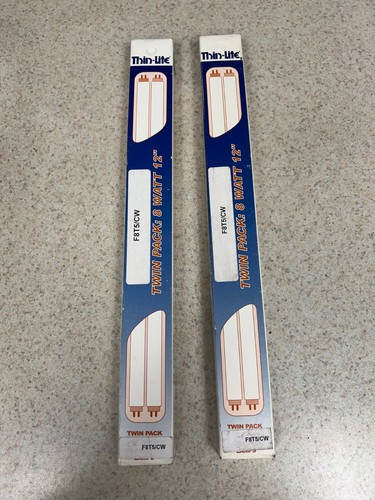 Thin-Lite®
F8T5/CW
TWIN PACK: 8 WATT 12"
TWIN PACK
F8T5/CW
Thin-Lite®
F8T5/CW
TWIN PACK: 8 WATT 12"
TWIN PACK
F8T5/CW